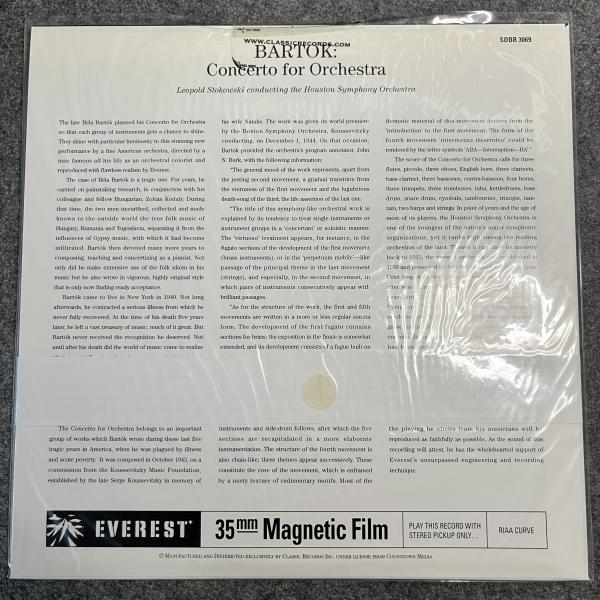 WWW.CLASSICRECORDS.COM
SDBR 3069
BARTÓK:
Concerto for Orchestra
Leopold Stokowski conducting the Houston Symphony Orchestra
The late Béla Bartók planned his Concerto for Orchestra
so that each group of instruments gets a chance to shine.
They shine with particular luminosity in this stunning new
performance by a fine American orchestra, directed by a
man famous all his life as an orchestral colorist and
reproduced with flawless realism by Everest.
The case of Béla Bartók is a tragic one. For years, he
carried on painstaking research, in conjunction with his
colleague and fellow Hungarian, Zoltan Kodaly. During
that time, the two men unearthed, collected and made
known to the outside world the true folk music of
Hungary, Rumania and Yugoslavia, separating it from the
influences of Gypsy music, with which it had become
infiltrated. Bartók then devoted many more years to
composing, teaching and concertizing as a pianist. Not
only did he make extensive use of the folk idiom in his
music but he also wrote in vigorous, highly original style
that is only now finding ready acceptance.
Bartók came to live in New York in 1940. Not long
afterwards, he contracted a serious illness from which he
never fully recovered. At the time of his death five years
later, he left a vast treasury of music, much of it great. But
Bartók never received the recognition he deserved. Not
until after his death did the world of music come to realize
The Concerto for Orchestra belongs to an important
group of works which Bartók wrote during those last five
tragic years in America, when he was plagued by illness
and acute poverty. It was composed in October 1943, on a
commission from the Koussevitzky Music Foundation,
established by the late Serge Koussevitzky in memory of
his wife Natalie. The work was given its world premiere
by the Boston Symphony Orchestra, Koussevitzky
conducting, on December 1, 1944. On that occasion,
Bartók provided the orchestra's program annotator, John
N. Burk, with the following information:
"The general mood of the work represents, apart from
the jesting second movement, a gradual transition from
the sternness of the first movement and the lugubrious
death-song of the third, the life assertion of the last one.
"The title of this symphony-like orchestral work is
explained by its tendency to treat single instruments or
instrument groups in a 'concertant' or soloistic manner.
The 'virtuoso' treatment appears, for instance, in the
fugato sections of the development of the first movement
(brass instruments), or in the 'perpetuum mobile'—like
passage of the principal theme in the last movement
(strings), and especially, in the second movement, in
which pairs of instruments consecutively appear with
brilliant passages.
"As for the structure of the work, the first and fifth
movements are written in a more or less regular sonata
form. The development of the first fugato contains
sections for brass; the exposition in the finale is somewhat
extended, and its development consists of a fugue built on
instruments and side-drum follows, after which the five
sections are recapitulated in a more elaborate
instrumentation. The structure of the fourth movement is
also chain-like; three themes appear successively. These
constitute the core of the movement, which is enframed
by a misty texture of rudimentary motifs. Most of the
thematic material of this movement derives from the
'introduction' to the first movement. The form of the
fourth movement 'intermezzo interrotto' could be
rendered by the letter symbols 'ABA—Interruption—BA'."
The score of the Concerto for Orchestra calls for three
flutes, piccolo, three oboes, English horn, three clarinets,
bass clarinet, three bassoons, contra-bassoon, four horns,
three trumpets, three trombones, tuba, kettledrums, bass
drum, snare drum, cymbals, tambourine, triangle, tam-
tam, two harps and strings. In point of years and the age of
most of its players, the Houston Symphony Orchestra is
one of the youngest of the nation's major symphonic
organizations, yet it ranks high among the leading
orchestras of the land.
the playing he elicits from his musicians will be
reproduced as faithfully as possible. As the sound of this
recording will attest, he has the wholehearted support of
Everest's unsurpassed engineering and recording
technique.
EVEREST
35mm Magnetic Film
PLAY THIS RECORD WITH
STEREO PICKUP ONLY...
RIAA CURVE
MANUFACTURED AND DISTRIBUTED EXCLUSIVELY BY CLASSIC RECORDS INC. UNDER LICENSE FROM COUNTDOWN MEDIA